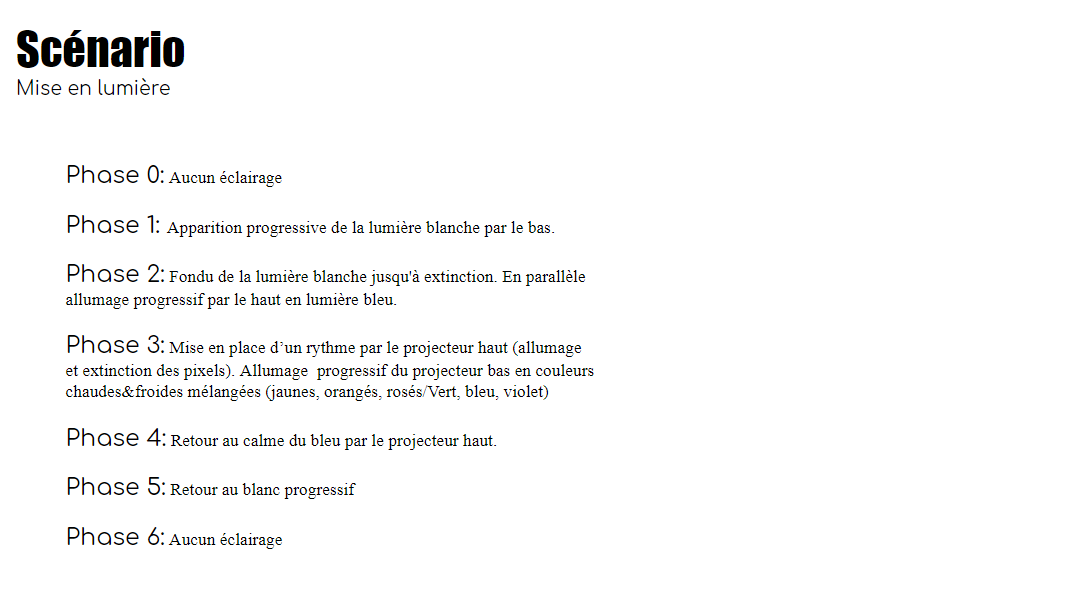 Scénario
Mise en lumière
Phase 0: Aucun éclairage
Phase 1: Apparition progressive de la lumière blanche par le bas.
Phase 2: Fondu de la lumière blanche jusqu'à extinction. En parallèle
allumage progressif par le haut en lumière bleu.
Phase 3: Mise en place d’un rythme par le projecteur haut (allumage
et extinction des pixels). Allumage  progressif du projecteur bas en couleurs
chaudes&froides mélangées (jaunes, orangés, rosés/Vert, bleu, violet)
Phase 4: Retour au calme du bleu par le projecteur haut.
Phase 5: Retour au blanc progressif
Phase 6: Aucun éclairage